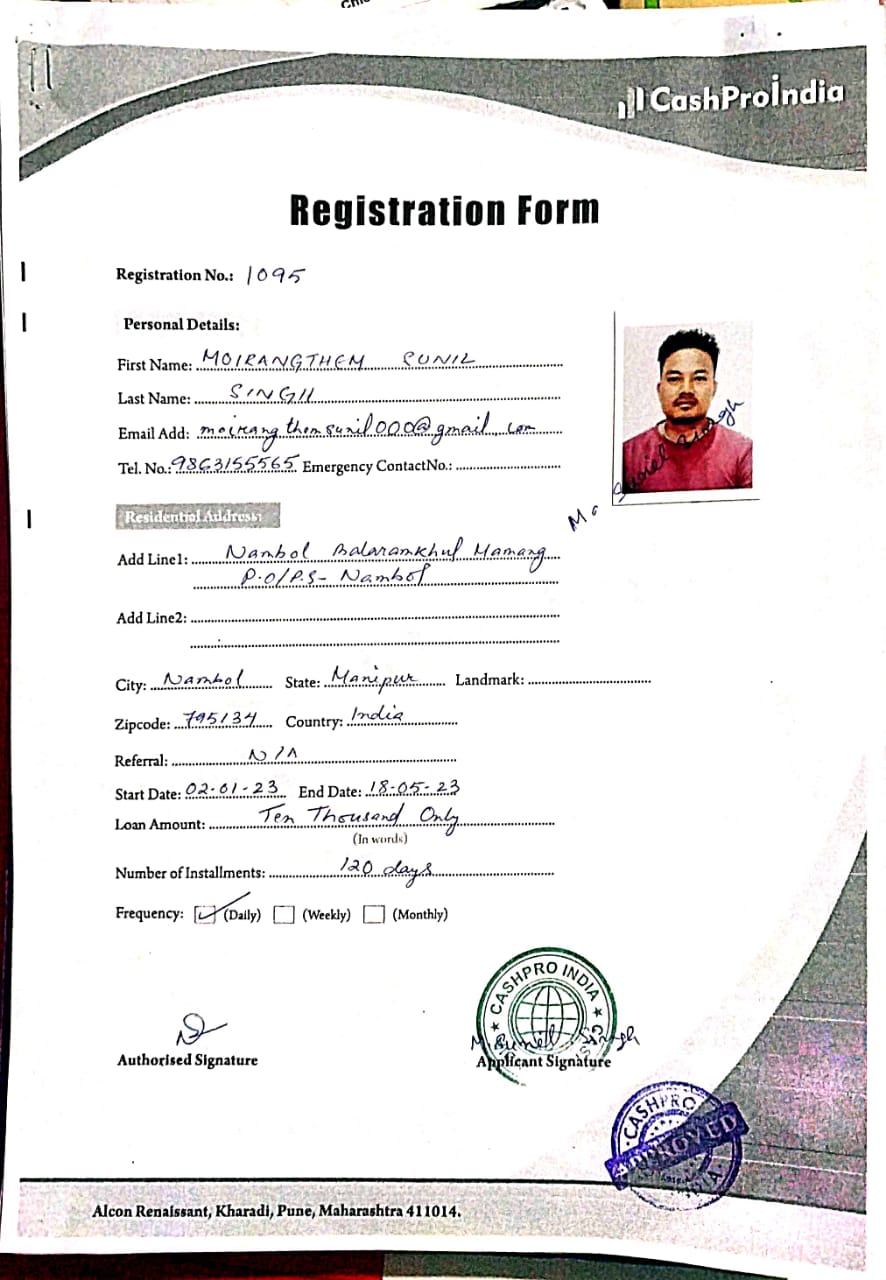 CashProIndia
Registration Form
Registration No.: 1095
Personal Details:
First Name: MOIRANGTHEM SUNIL
Last Name: SINGH
Email Add: moirangthemsunil000@gmail.com
Tel. No.: 9863155565 Emergency ContactNo.:
Residential Address:
Add Line1: Nambol Balaramkhul Mamang
P.O/P.S- Nambol
Add Line2:
City: Nambol State: Manipur Landmark:
Zipcode: 795134 Country: India
Referral: N/A
Start Date: 02-01-23 End Date: 18-05-23
Loan Amount: Ten Thousand Only
(In words)
Number of Installments: 120 days
Frequency: (Daily) (Weekly) (Monthly)
CASHPRO INDIA
Authorised Signature
Applicant Signature
CASHPRO
APPROVED
Alcon Renaissant, Kharadi, Pune, Maharashtra 411014.